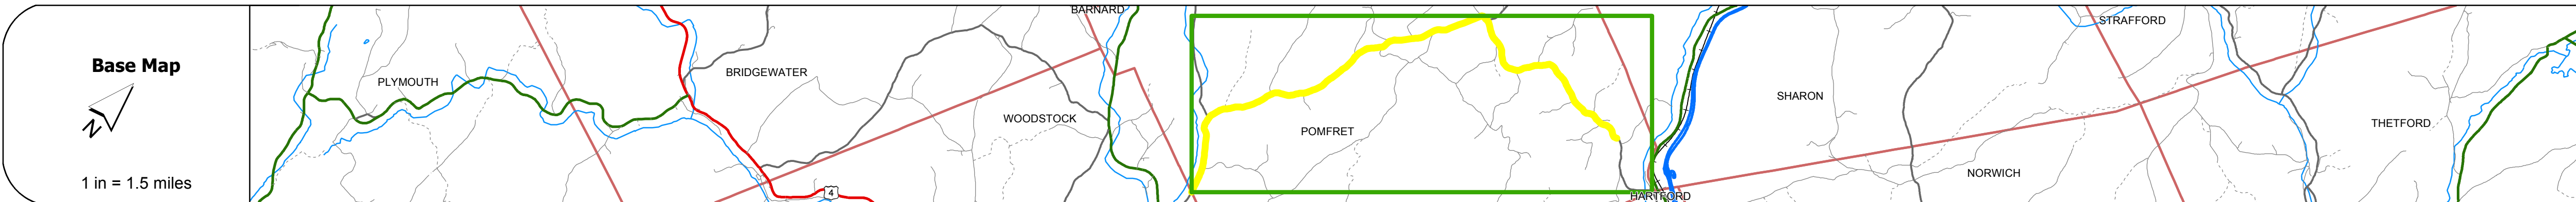 Base Map
N
1 in = 1.5 miles
PLYMOUTH
BRIDGEWATER
4
BARNARD
WOODSTOCK
POMFRET
HARTFORD
SHARON
STRAFFORD
NORWICH
THETFORD